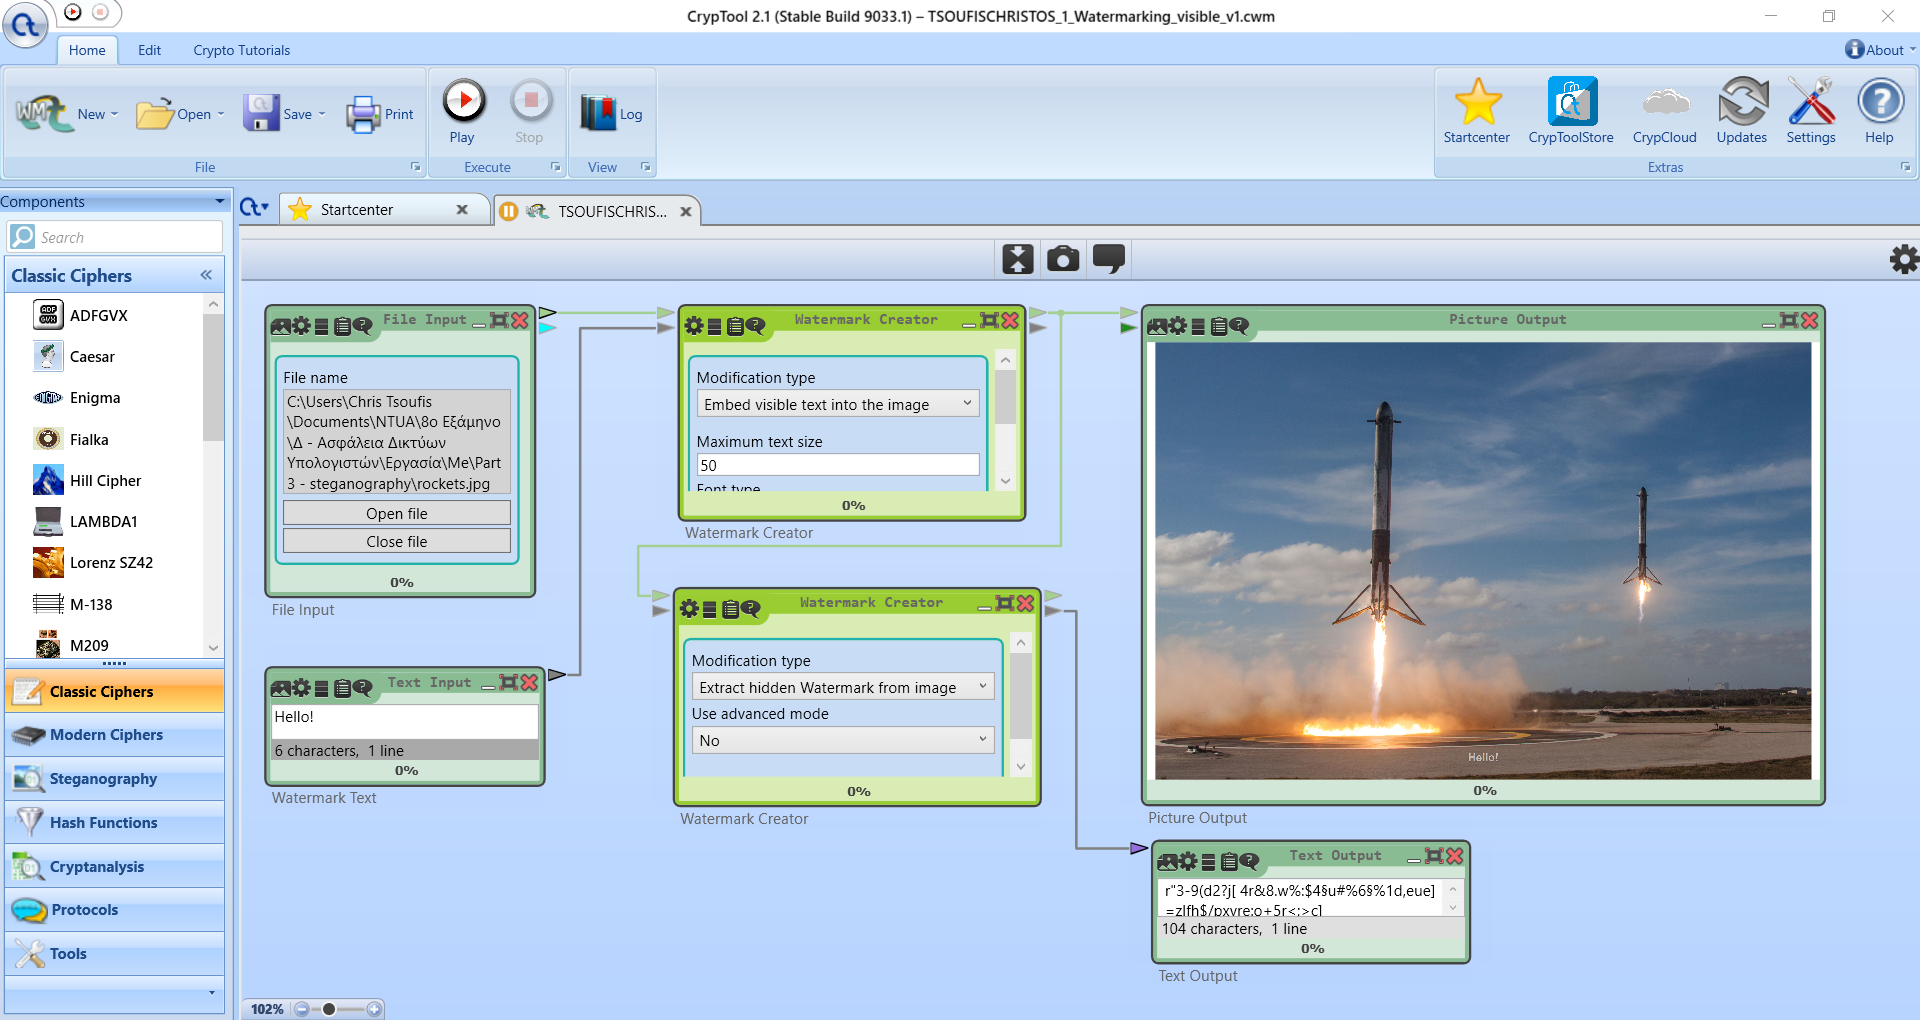 CrypTool 2.1 (Stable Build 9033.1) – TSOUFISCHRISTOS_1_Watermarking_visible_v1.cwm
Home Edit Crypto Tutorials About
New Open Save Print Play Stop Log Startcenter CrypToolStore CrypCloud Updates Settings Help
File Execute View Extras
Components
Startcenter TSOUFISCHRIS...
Search
Classic Ciphers
ADFGVX
Caesar
Enigma
Fialka
Hill Cipher
LAMBDA1
Lorenz SZ42
M-138
M209
Classic Ciphers
Modern Ciphers
Steganography
Hash Functions
Cryptanalysis
Protocols
Tools
File Input
File name
C:\Users\Chris Tsoufis
\Documents\NTUA\8ο Εξάμηνο
\Δ - Ασφάλεια Δικτύων
Υπολογιστών\Εργασία\Me\Part
3 - steganography\rockets.jpg
Open file
Close file
0%
File Input
Text Input
Hello!
6 characters, 1 line
0%
Watermark Text
Watermark Creator
Modification type
Embed visible text into the image
Maximum text size
50
Font type
0%
Watermark Creator
Watermark Creator
Modification type
Extract hidden Watermark from image
Use advanced mode
No
0%
Watermark Creator
Picture Output
Hello!
0%
Picture Output
Text Output
r"3-9(d2?j[ 4r&8.w%:$4§u#%6§%1d,eue]
=zlfh$/pxvre;o+5r<:>c]
104 characters, 1 line
0%
Text Output
102%